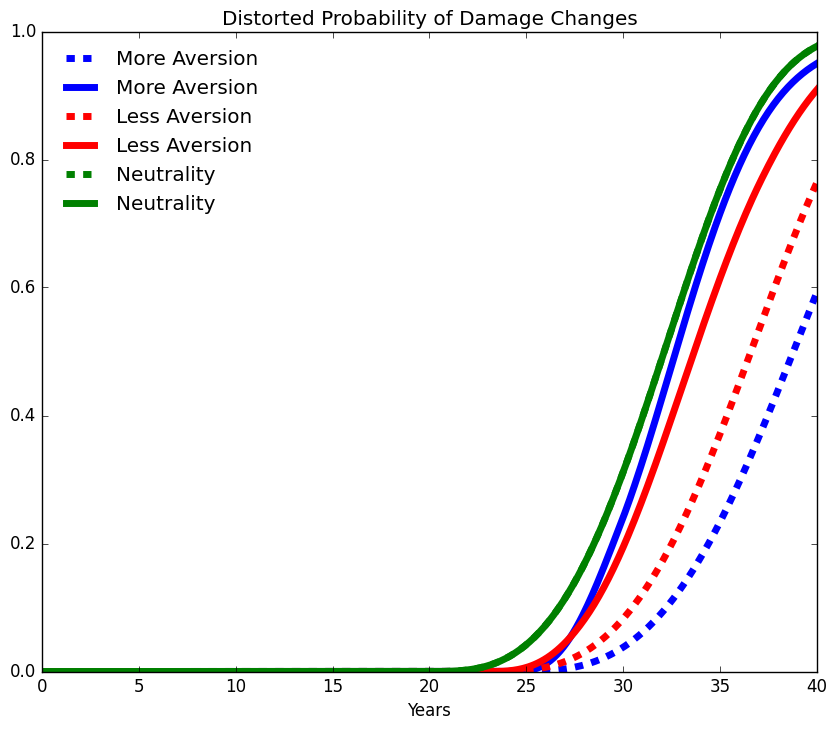 Distorted Probability of Damage Changes
1.0
More Aversion
More Aversion
Less Aversion
Less Aversion
Neutrality
Neutrality
0.8
0.6
0.4
0.2
0.0
0 5 10 15 20 25 30 35 40
Years